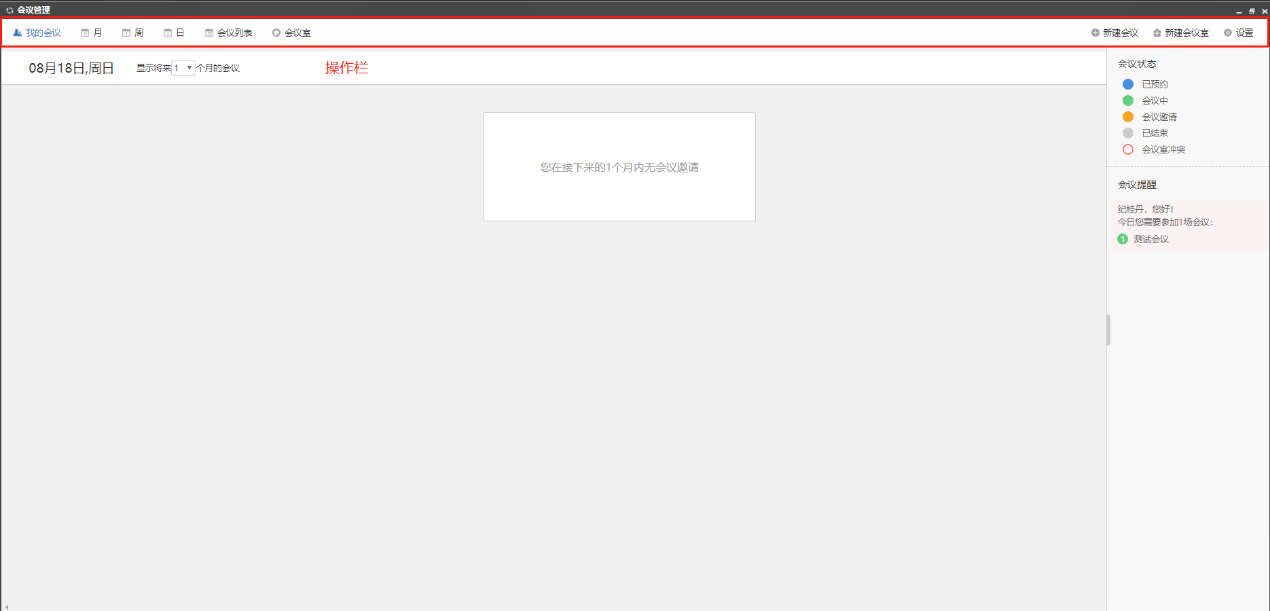 会议管理
我的会议 月 周 日 会议列表 会议室 新建会议 新建会议室 设置
08月18日,周日 显示将来 1 个月的会议 操作栏
您在接下来的1个月内无会议邀请
会议状态
已预约
会议中
会议邀请
已结束
会议室冲突
会议提醒
纪桂丹，您好！
今日您需要参加1场会议：
1 测试会议